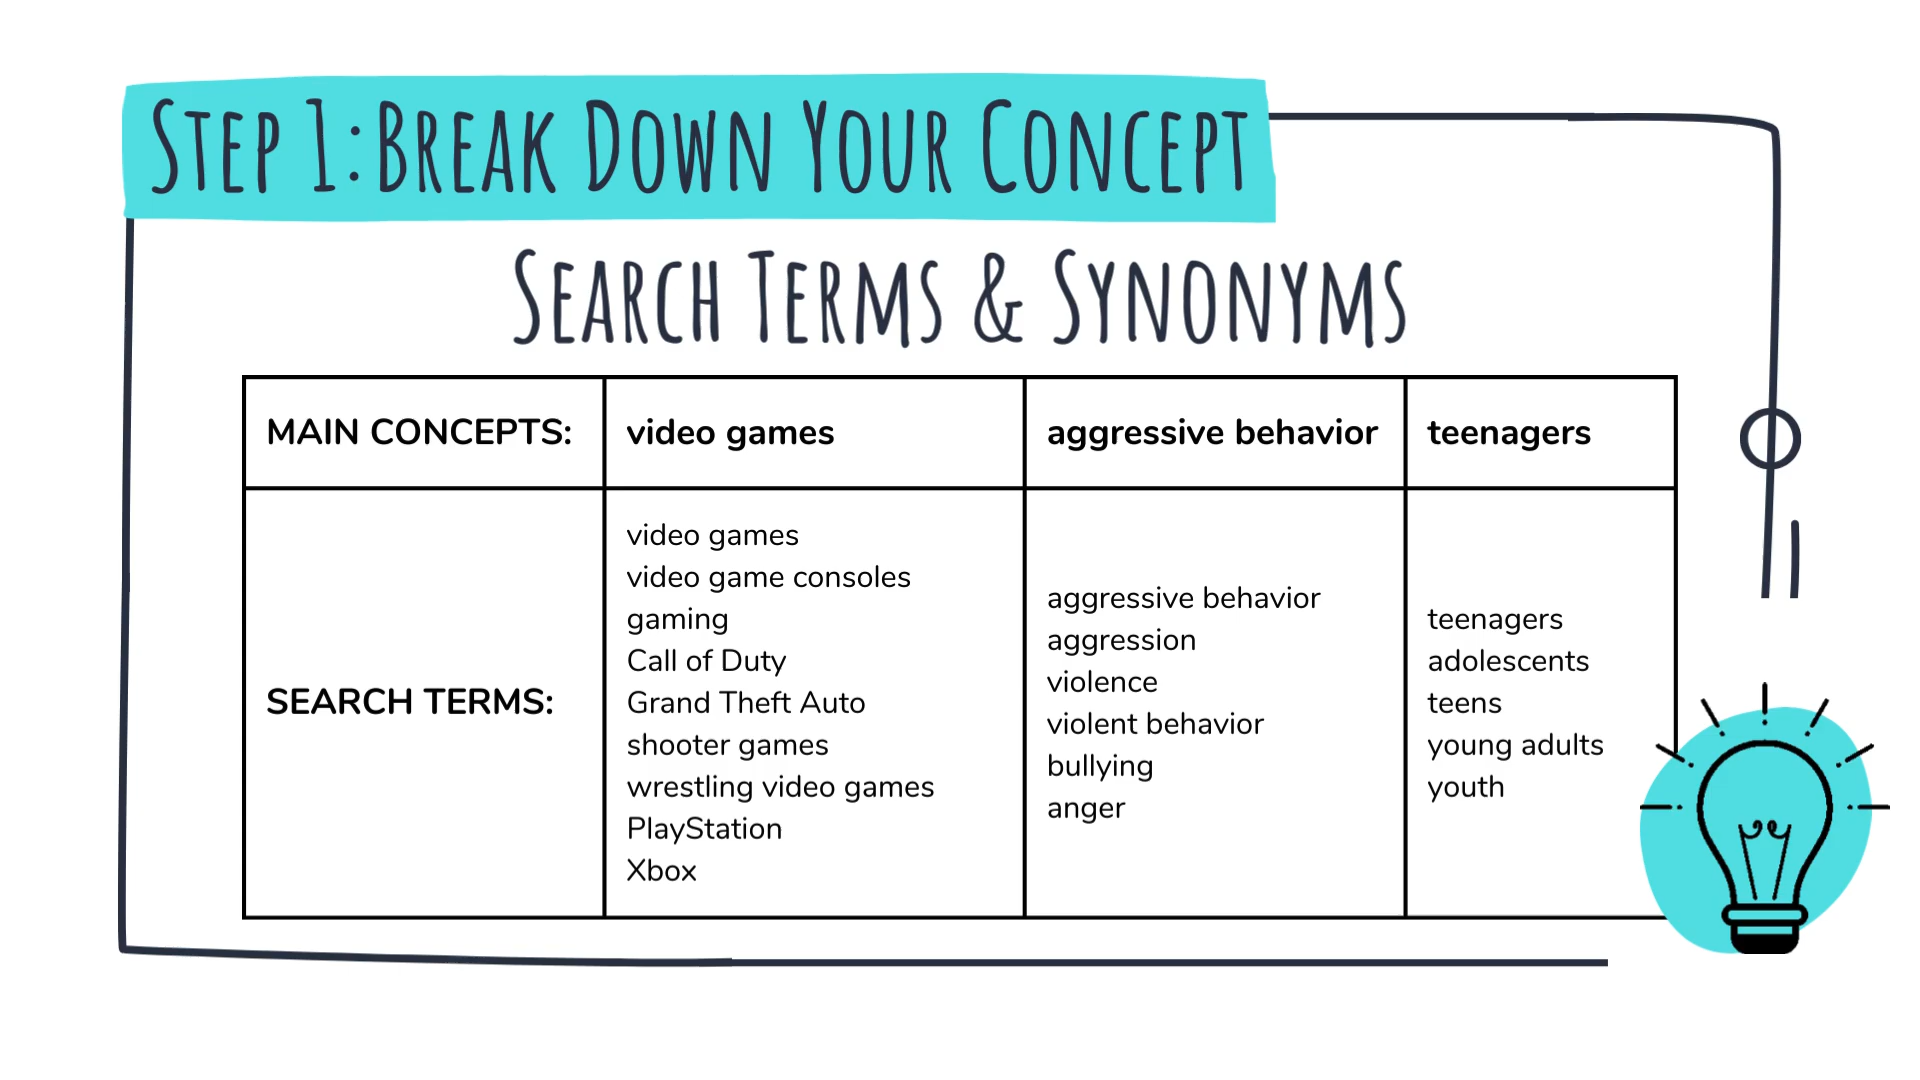 Step 1: Break Down Your Concept
Search Terms & Synonyms
MAIN CONCEPTS:
video games
aggressive behavior
teenagers
SEARCH TERMS:
video games
video game consoles
gaming
Call of Duty
Grand Theft Auto
shooter games
wrestling video games
PlayStation
Xbox
aggressive behavior
aggression
violence
violent behavior
bullying
anger
teenagers
adolescents
teens
young adults
youth